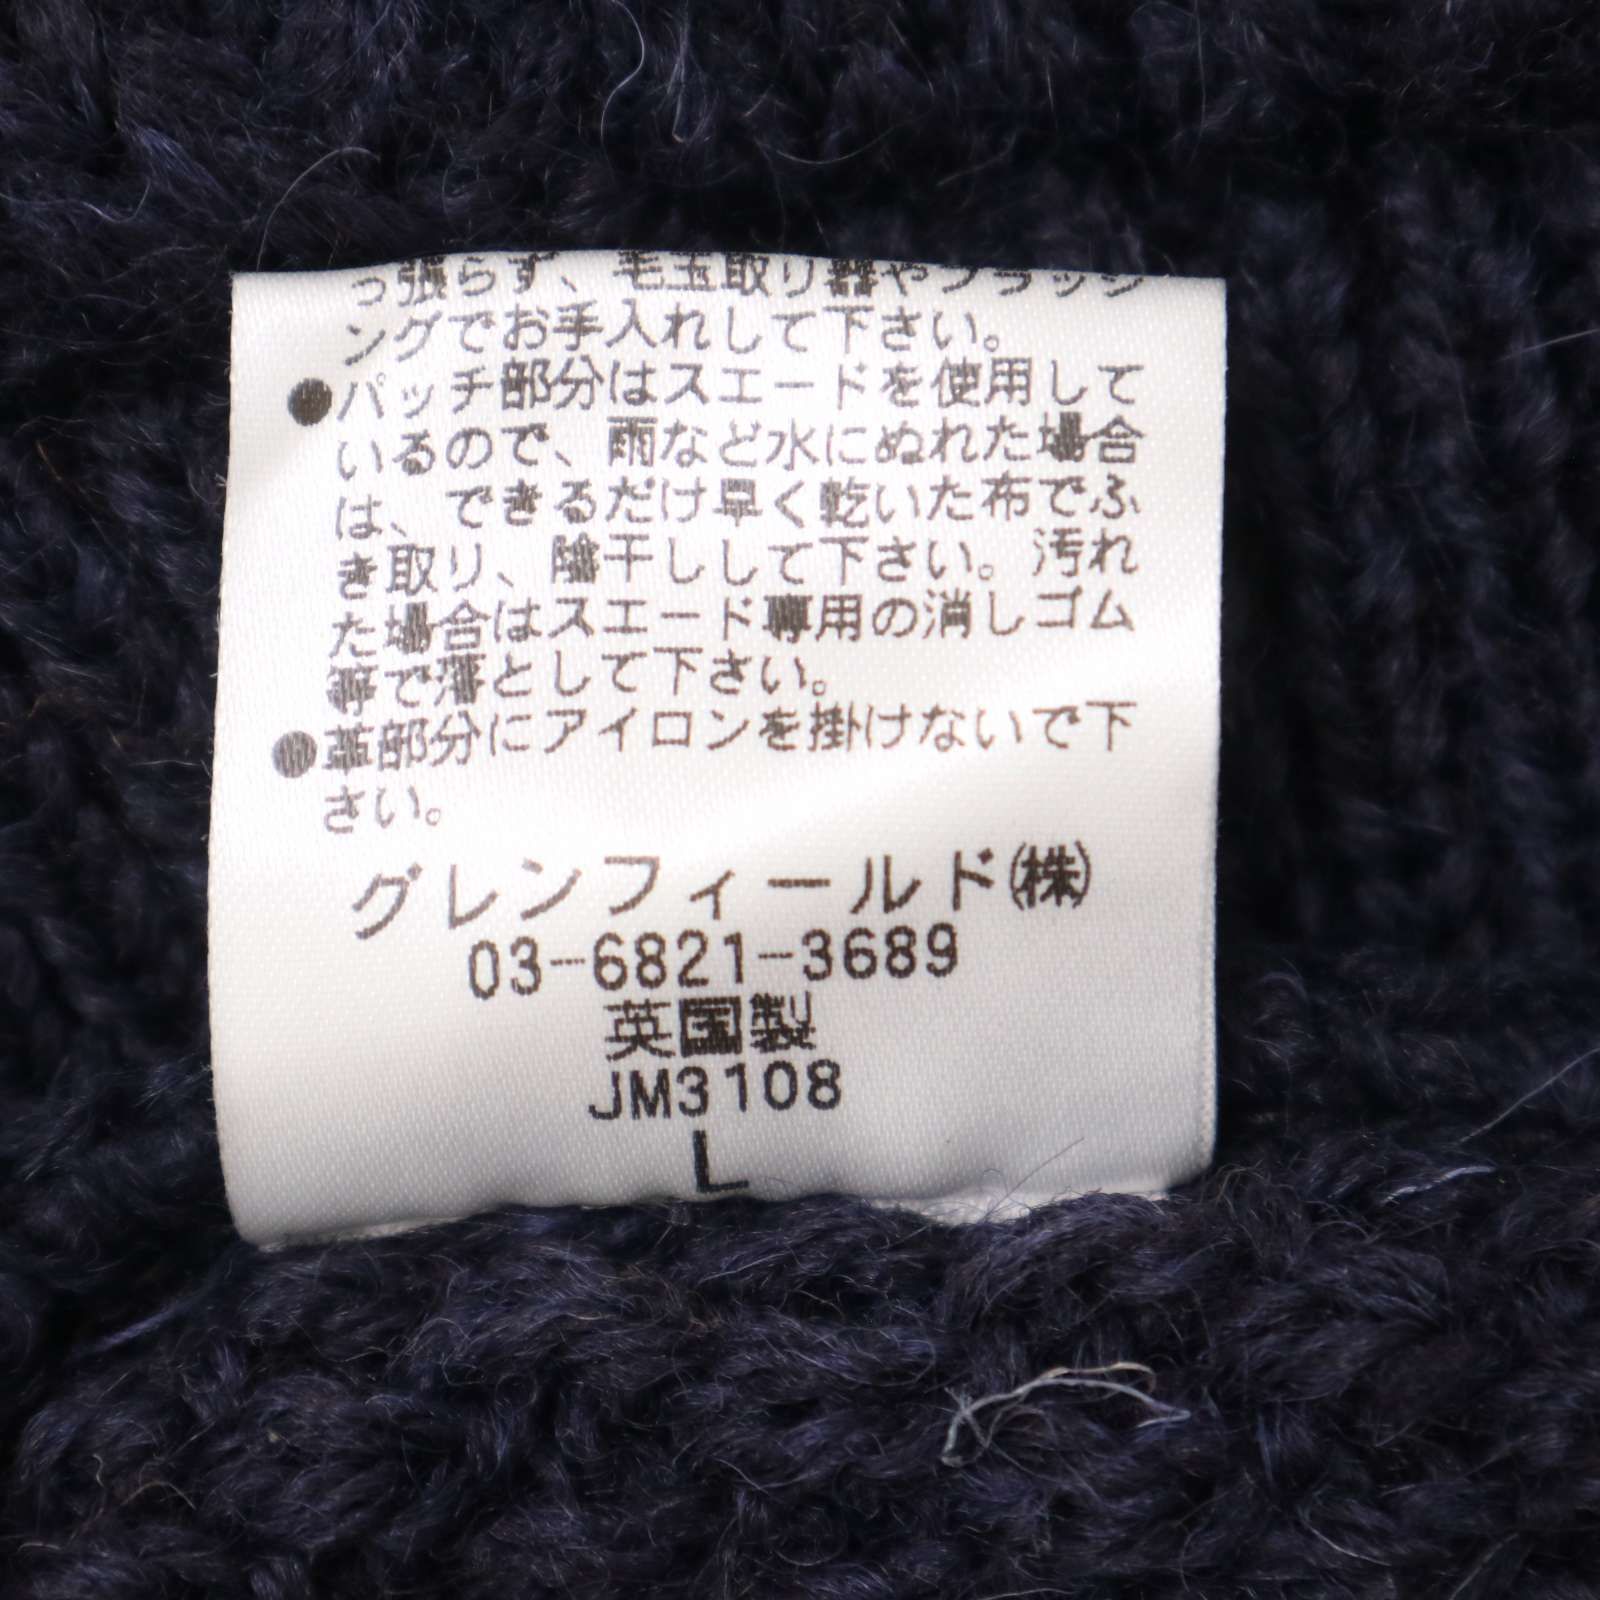 っ張らず、毛玉取り器やブラッシ
ングでお手入れして下さい。
●パッチ部分はスエードを使用して
いるので、雨など水にぬれた場合
は、できるだけ早く乾いた布でふ
き取り、陰干しして下さい。汚れ
た場合はスエード専用の消しゴム
等で落として下さい。
●革部分にアイロンを掛けないで下
さい。
グレンフィールド(株)
03-6821-3689
英国製
JM3108
L